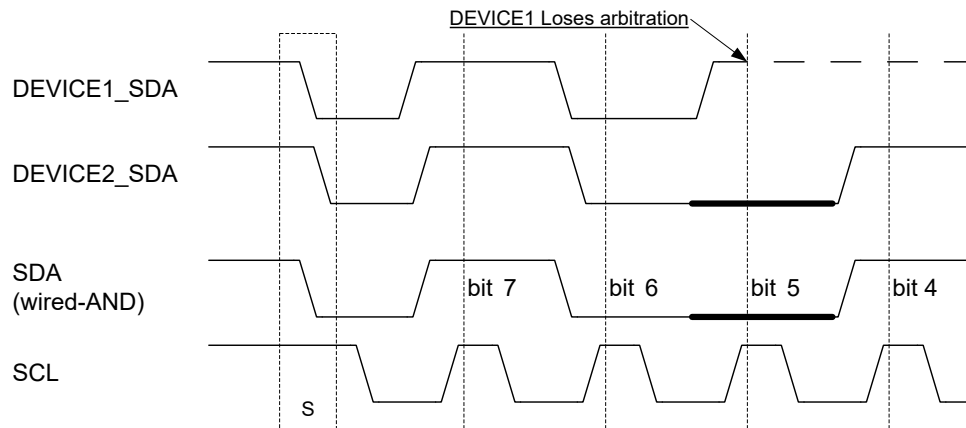 DEVICE1 Loses arbitration
DEVICE1_SDA
DEVICE2_SDA
SDA
(wired-AND)
bit 7
bit 6
bit 5
bit 4
SCL
S